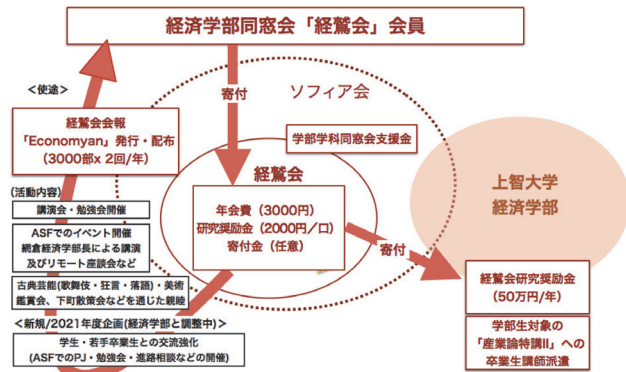 経済学部同窓会「経鷲会」会員
＜使途＞
寄付
ソフィア会
経鷲会会報
「Economyan」発行・配布
（3000部x 2回/年）
学部学科同窓会支援金
経鷲会
上智大学
経済学部
（活動内容）
講演会・勉強会開催
年会費（3000円）
研究奨励金（2000円／口）
寄付金（任意）
ASFでのイベント開催
網倉経済学部長による講演
及びリモート座談会など
寄付
経鷲会研究奨励金
（50万円/年）
古典芸能(歌舞伎・狂言・落語)・美術
鑑賞会、下町散策会などを通じた親睦
＜新規/2021年度企画(経済学部と調整中)＞
学生・若手卒業生との交流強化
(ASFでのPJ・勉強会・進路相談などの開催)
学部生対象の
「産業論特講II」への
卒業生講師派遣